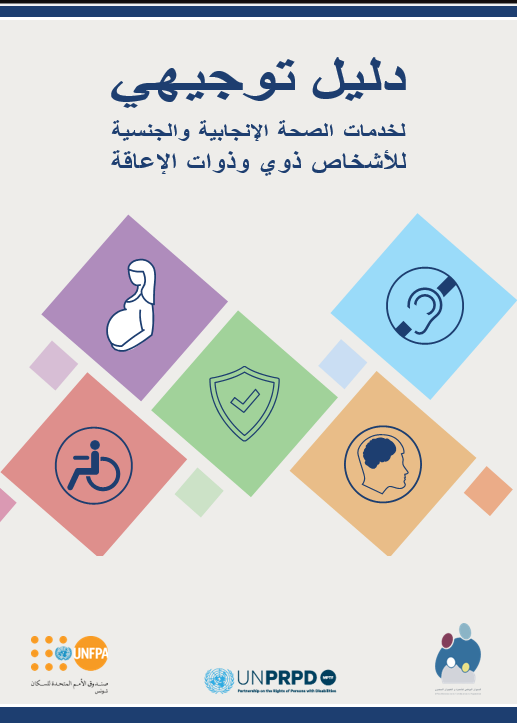 دليل توجيهي
لخدمات الصحة الإنجابية والجنسية
للأشخاص ذوي وذوات الإعاقة
UNFPA
صندوق الأمم المتحدة للسكان
تونس
UNPRPD
MPTF
Partnership on the Rights of Persons with Disabilities